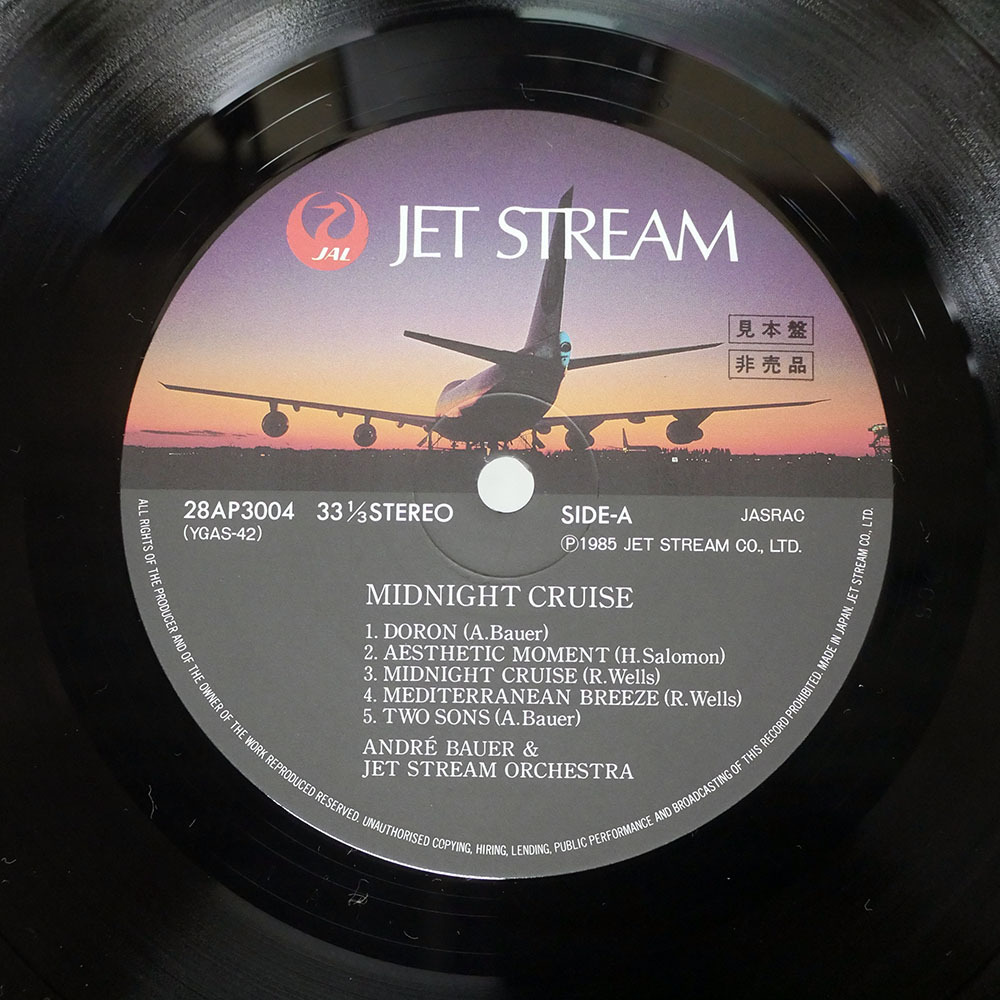 JAL
JET STREAM
見本盤
非売品
28AP3004 33 1/3 STEREO
(YGAS-42)
SIDE-A JASRAC
Ⓟ1985 JET STREAM CO., LTD.
MIDNIGHT CRUISE
1. DORON (A.Bauer)
2. AESTHETIC MOMENT (H.Salomon)
3. MIDNIGHT CRUISE (R.Wells)
4. MEDITERRANEAN BREEZE (R.Wells)
5. TWO SONS (A.Bauer)
ANDRÉ BAUER &
JET STREAM ORCHESTRA
ALL RIGHTS OF THE PRODUCER AND OF THE OWNER OF THE WORK REPRODUCED RESERVED. UNAUTHORISED COPYING, HIRING, LENDING, PUBLIC PERFORMANCE AND BROADCASTING OF THIS RECORD PROHIBITED. MADE IN JAPAN. JET STREAM CO., LTD.